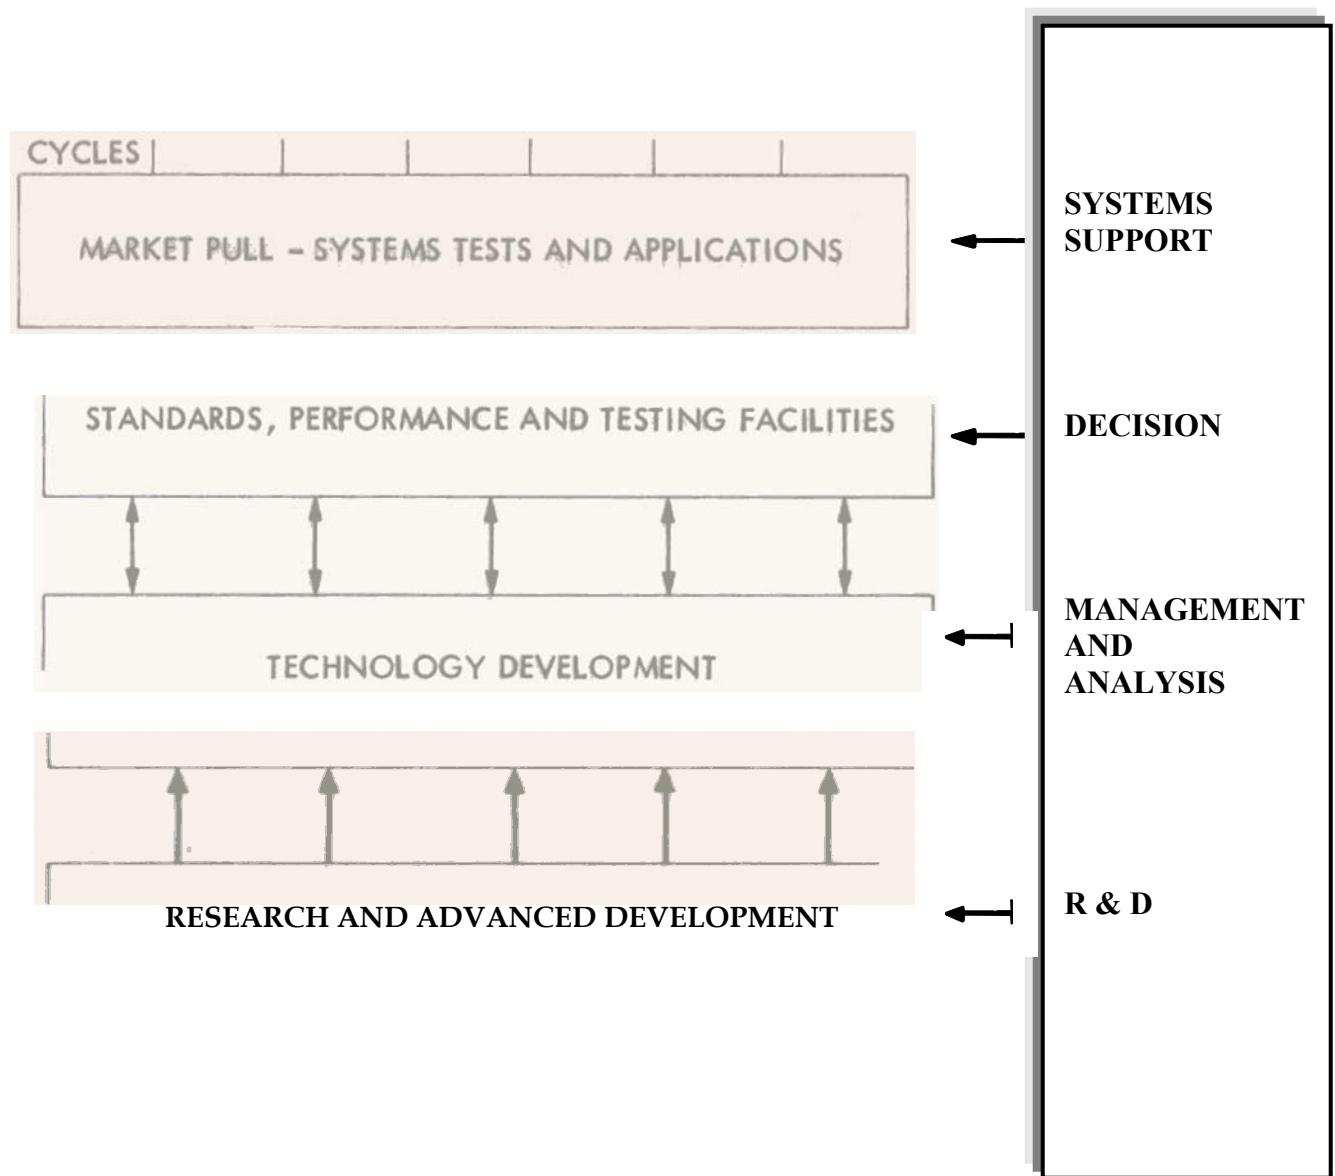 CYCLES
MARKET PULL – SYSTEMS TESTS AND APPLICATIONS
SYSTEMS
SUPPORT
STANDARDS, PERFORMANCE AND TESTING FACILITIES
DECISION
TECHNOLOGY DEVELOPMENT
MANAGEMENT
AND
ANALYSIS
RESEARCH AND ADVANCED DEVELOPMENT
R & D